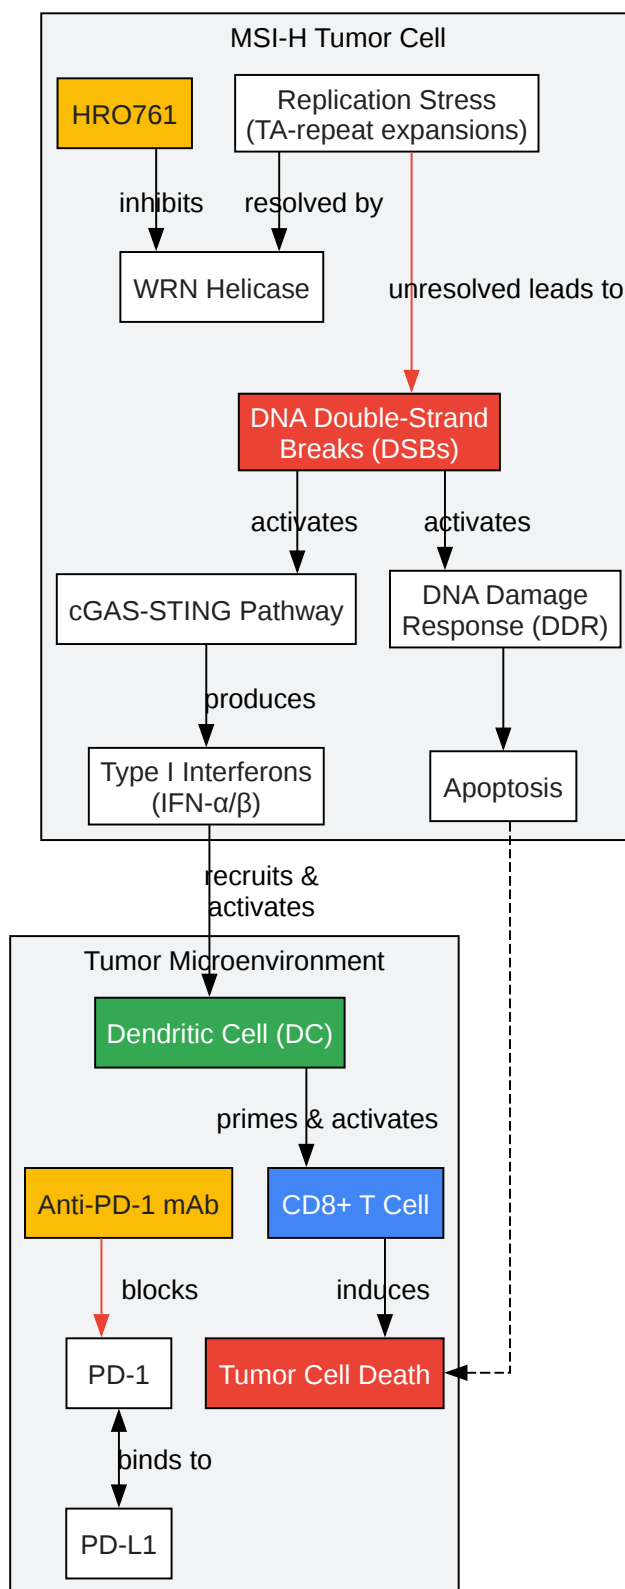 MSI-H Tumor Cell
HRO761
Replication Stress
(TA-repeat expansions)
inhibits
resolved by
WRN Helicase
unresolved leads to
DNA Double-Strand
Breaks (DSBs)
activates
activates
cGAS-STING Pathway
DNA Damage
Response (DDR)
produces
Type I Interferons
(IFN-α/β)
Apoptosis
recruits &
activates
Tumor Microenvironment
Dendritic Cell (DC)
primes & activates
Anti-PD-1 mAb
CD8+ T Cell
blocks
induces
PD-1
Tumor Cell Death
binds to
PD-L1